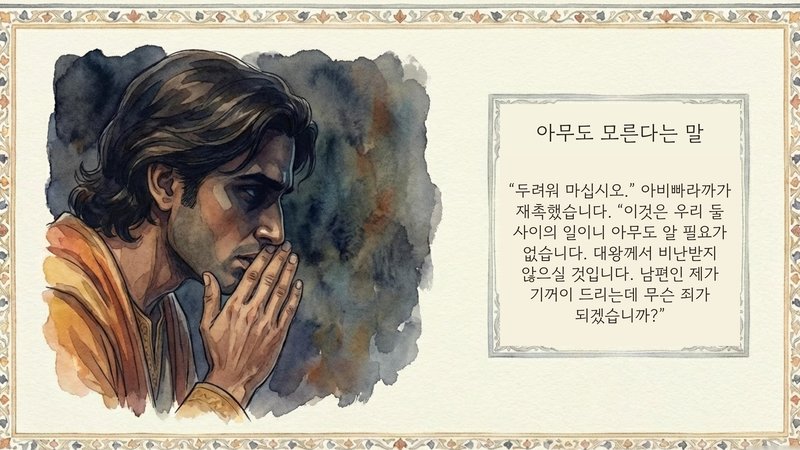 아무도 모른다는 말
“두려워 마십시오.” 아비빠라까가
재촉했습니다. “이것은 우리 둘
사이의 일이니 아무도 알 필요가
없습니다. 대왕께서 비난받지
않으실 것입니다. 남편인 제가
기꺼이 드리는데 무슨 죄가
되겠습니까?”